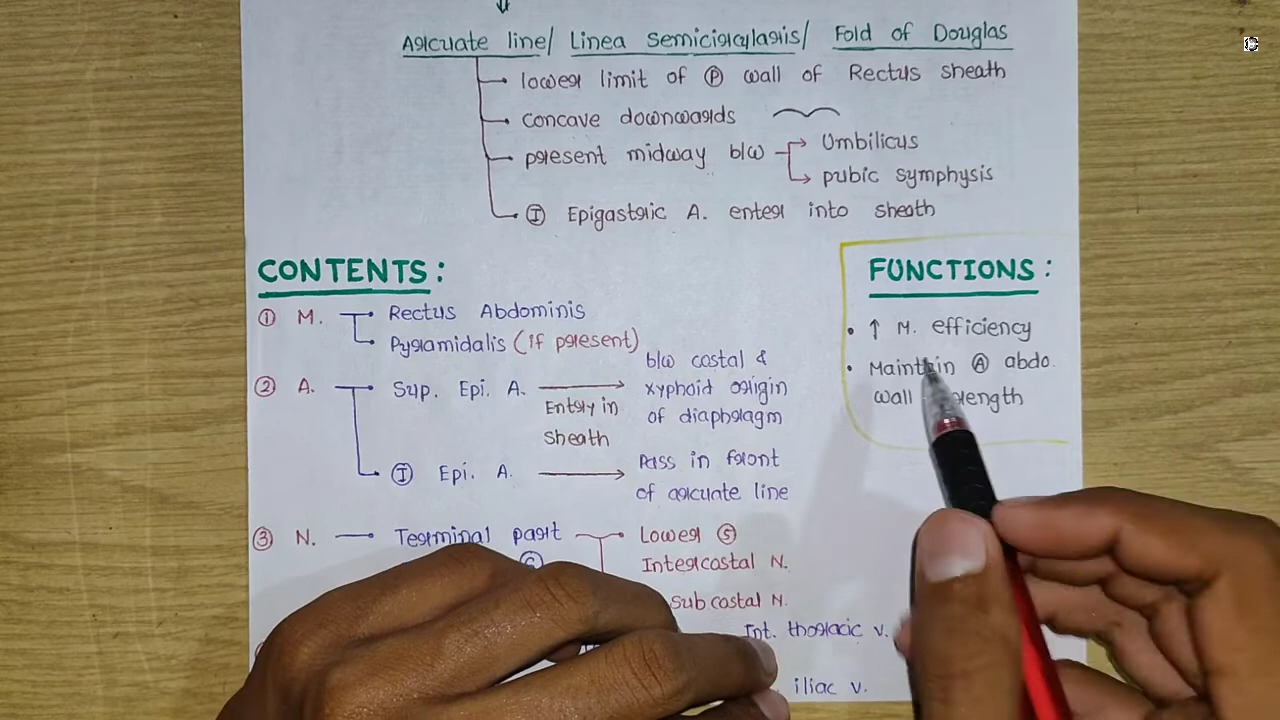 Arcuate line/ Linea semicircularis/ Fold of Douglas
lower limit of Ⓟ wall of Rectus sheath
concave downwards
present midway b/w
Umbilicus
pubic symphysis
Ⓘ Epigastric A. enter into sheath
CONTENTS:
① M.
Rectus Abdominis
Pyramidalis (if present)
② A.
Sup. Epi. A.
Entry in
sheath
b/w costal &
xyphoid origin
of diaphragm
Ⓘ Epi. A.
Pass in front
of arcuate line
③ N.
Terminal part
Lower ⑤
Intercostal N.
Subcostal N.
Int. thoracic v.
iliac v.
FUNCTIONS:
• ↑ M. efficiency
• Maintain Ⓐ abdo.
wall